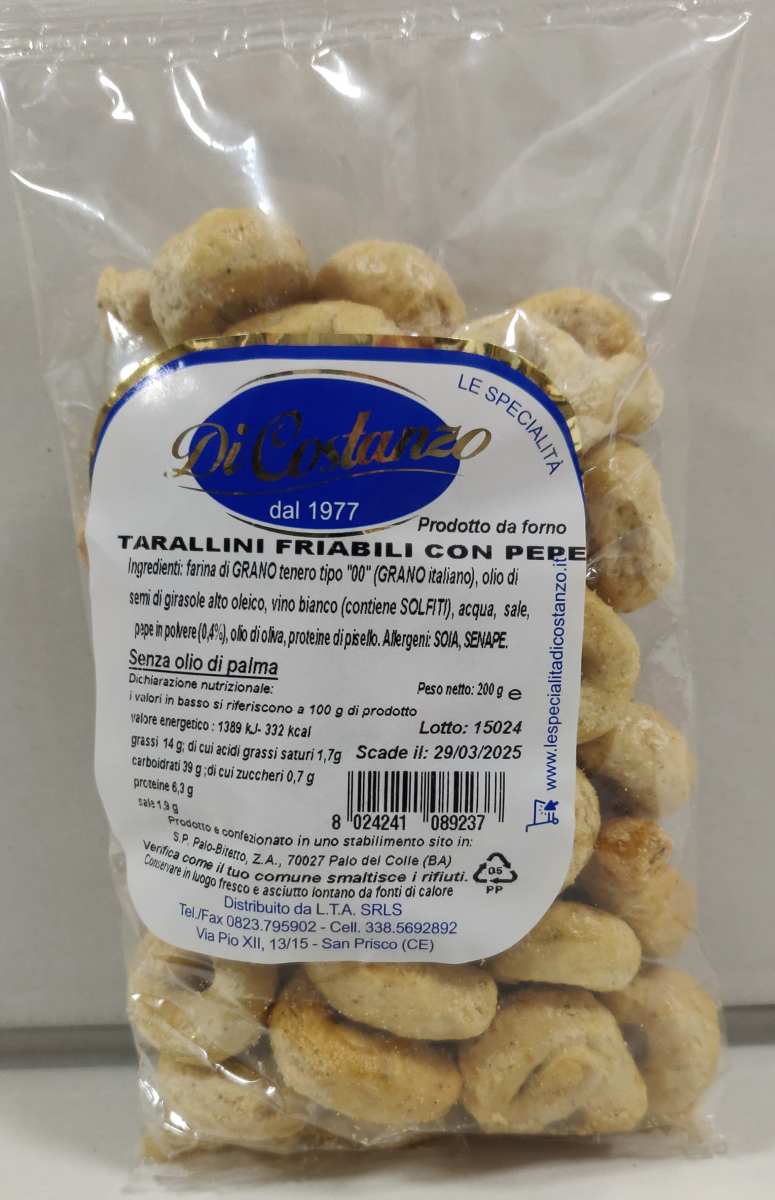 LE SPECIALITÀ
Di Costanzo
dal 1977
Prodotto da forno
TARALLINI FRIABILI CON PEPE
Ingredienti: farina di GRANO tenero tipo "00" (GRANO italiano), olio di
semi di girasole alto oleico, vino bianco (contiene SOLFITI), acqua, sale,
pepe in polvere (0,4%), olio di oliva, proteine di pisello. Allergeni: SOIA, SENAPE.
Senza olio di palma
Dichiarazione nutrizionale:
Peso netto: 200 g e
i valori in basso si riferiscono a 100 g di prodotto
valore energetico : 1389 kJ- 332 kcal
Lotto: 15024
grassi 14 g; di cui acidi grassi saturi 1,7g
Scade il: 29/03/2025
carboidrati 39 g ;di cui zuccheri 0,7 g
proteine 6,3 g
sale 1,9 g
8 024241 089237
www.lespecialitadicostanzo.it
Prodotto e confezionato in uno stabilimento sito in:
S.P. Palo-Bitetto, Z.A., 70027 Palo del Colle (BA)
Verifica come il tuo comune smaltisce i rifiuti.
Conservare in luogo fresco e asciutto lontano da fonti di calore
05
PP
Distribuito da L.T.A. SRLS
Tel./Fax 0823.795902 - Cell. 338.5692892
Via Pio XII, 13/15 - San Prisco (CE)